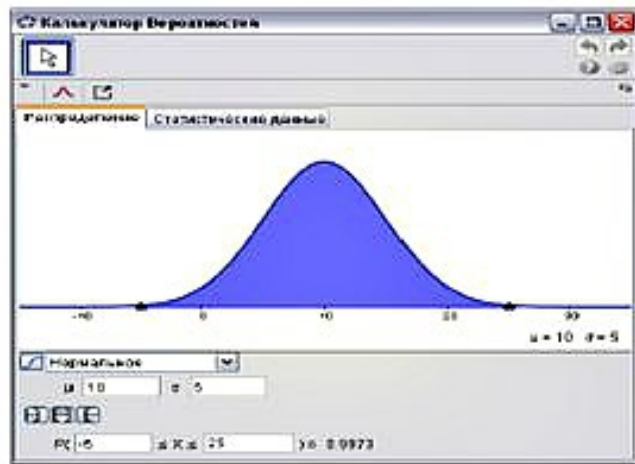 Калькулятор Вероятностей
Распределение Статистические данные
-10 0 10 20 30
μ = 10 σ = 5
Нормальное
μ 10 σ 5
P( -5 ≤ X ≤ 25 ) = 0.9973